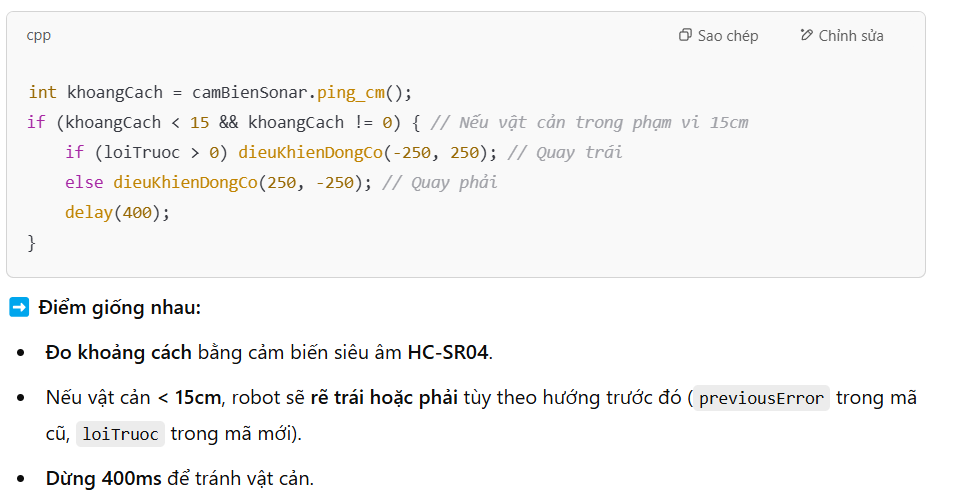 cpp
Sao chép
Chỉnh sửa
int khoangCach = camBienSonar.ping_cm();
if (khoangCach < 15 && khoangCach != 0) { // Nếu vật cản trong phạm vi 15cm
    if (loiTruoc > 0) dieuKhienDongCo(-250, 250); // Quay trái
    else dieuKhienDongCo(250, -250); // Quay phải
    delay(400);
}
➡ Điểm giống nhau:
• Đo khoảng cách bằng cảm biến siêu âm HC-SR04.
• Nếu vật cản < 15cm, robot sẽ rẽ trái hoặc phải tùy theo hướng trước đó (previousError trong mã
cũ, loiTruoc trong mã mới).
• Dừng 400ms để tránh vật cản.